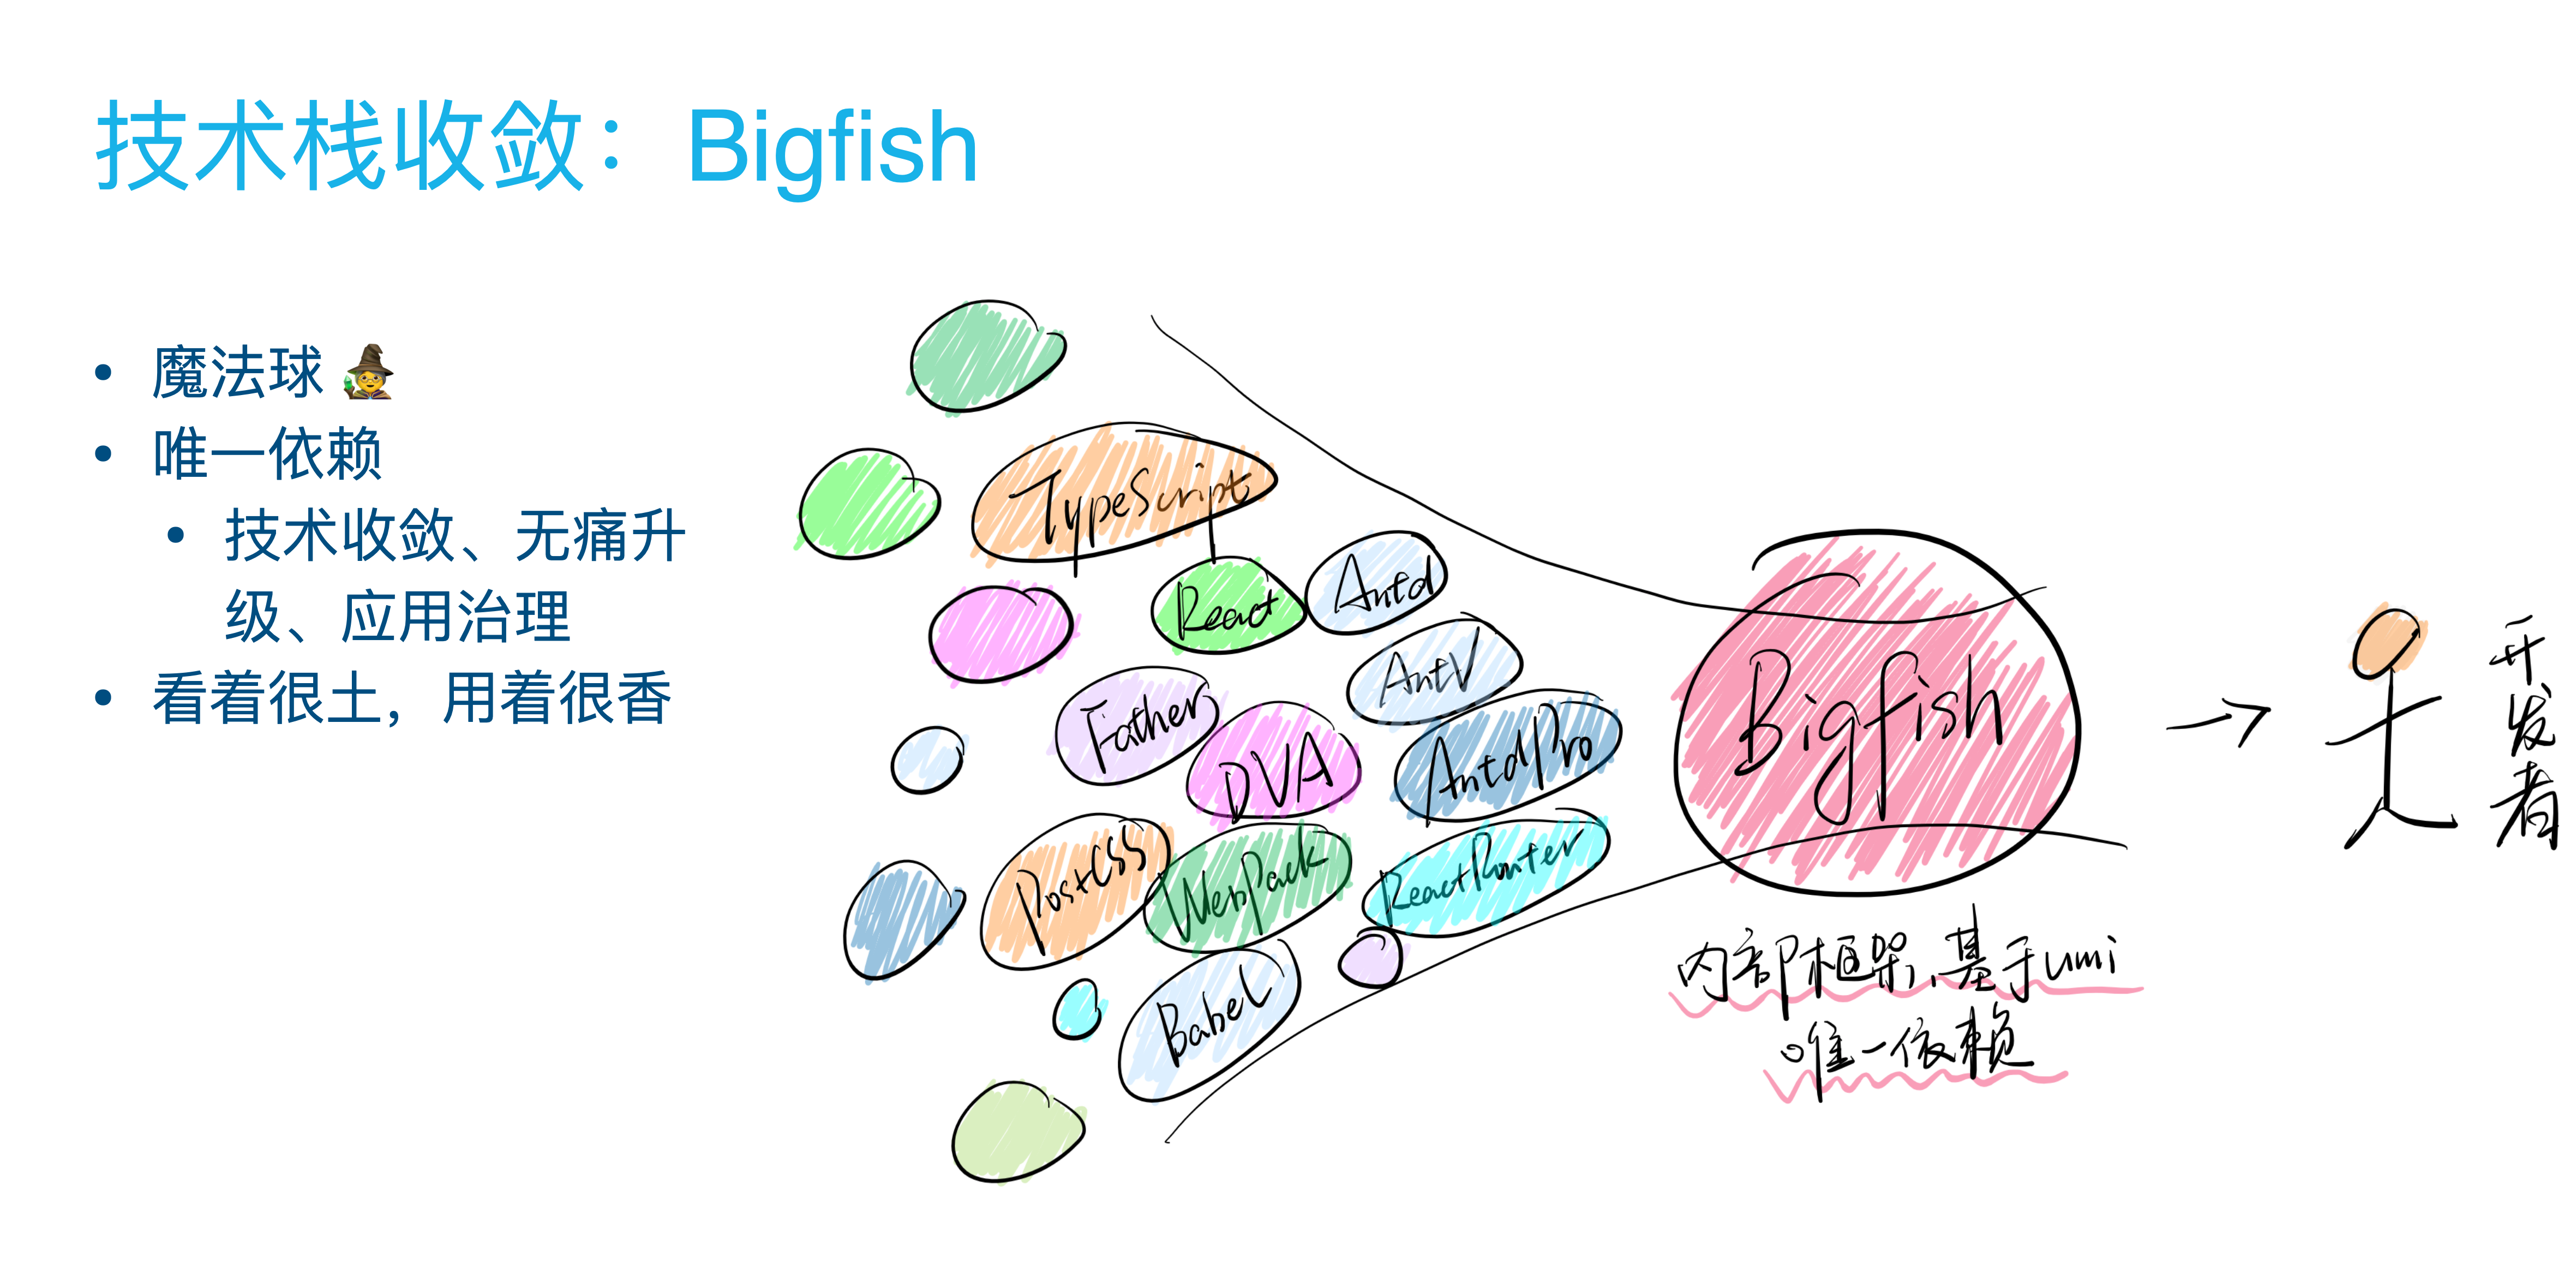 技术栈收敛：Bigfish
• 魔法球
• 唯一依赖
• 技术收敛、无痛升
级、应用治理
• 看着很土，用着很香
TypeScript
React
Antd
AntV
Father
DVA
AntdPro
PostCSS
WebPack
ReactRouter
Babel
Bigfish
内部框架，基于umi
唯一依赖
开发者